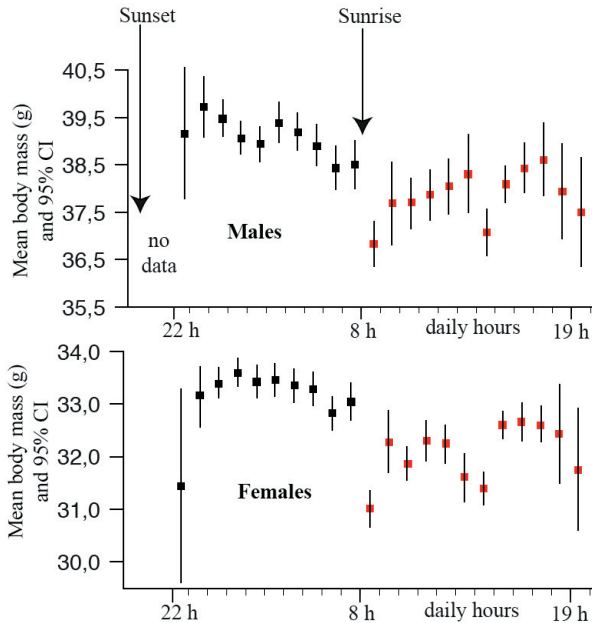 Sunset
Sunrise
Mean body mass (g)
and 95% CI
40,5
39,5
38,5
37,5
36,5
35,5
no
data
Males
22 h
8 h
daily hours
19 h
Mean body mass (g)
and 95% CI
34,0
33,0
32,0
31,0
30,0
Females
22 h
8 h
daily hours
19 h